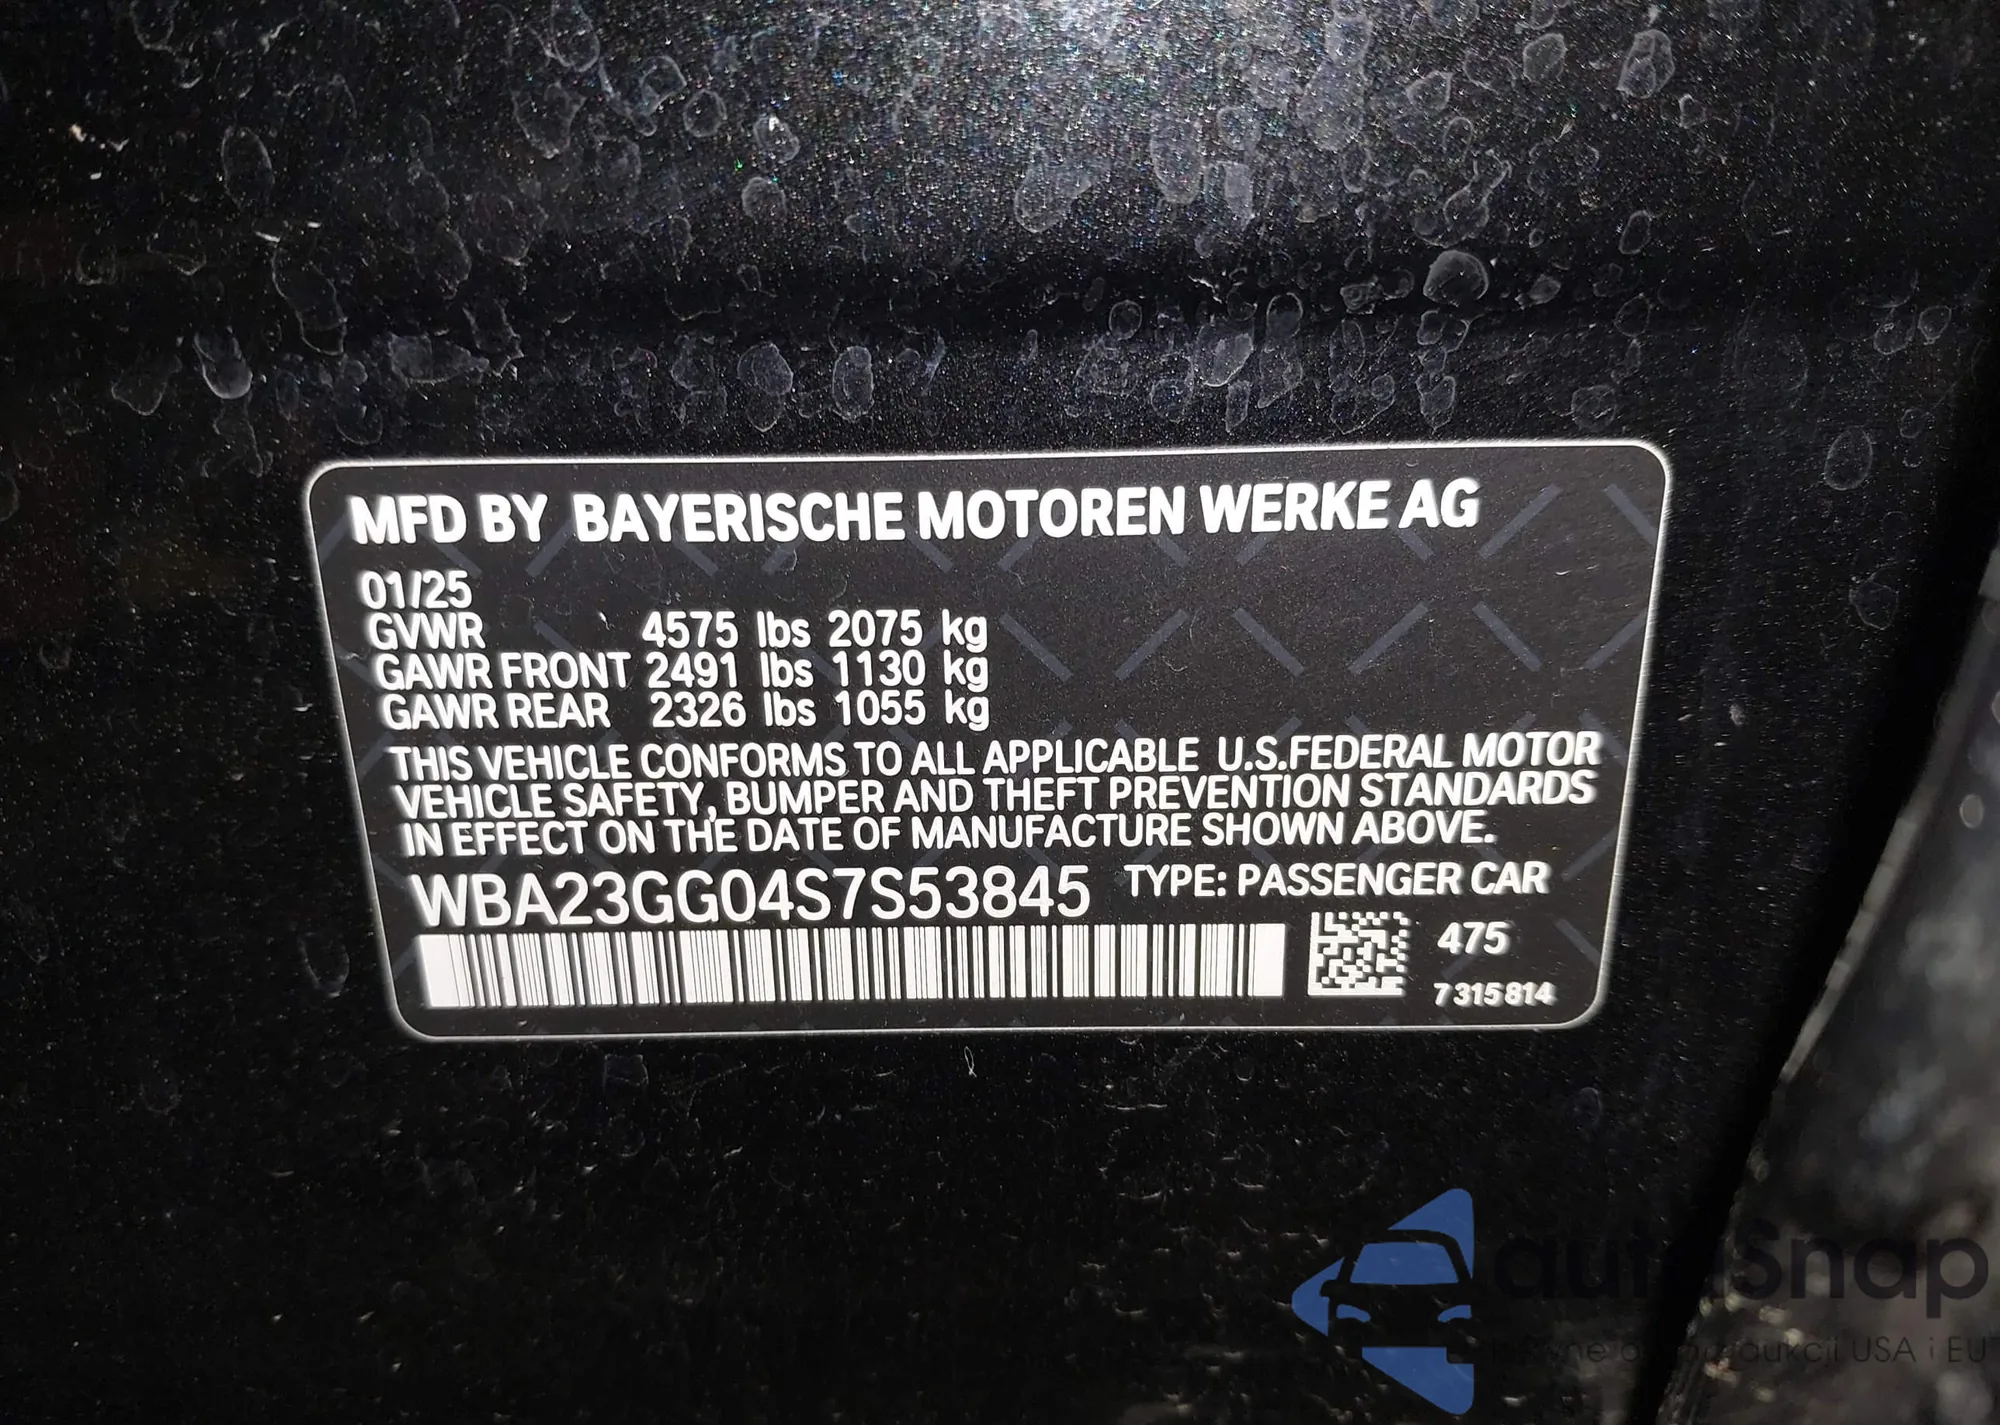 MFD BY BAYERISCHE MOTOREN WERKE AG
01/25
GVWR 4575 lbs 2075 kg
GAWR FRONT 2491 lbs 1130 kg
GAWR REAR 2326 lbs 1055 kg
THIS VEHICLE CONFORMS TO ALL APPLICABLE U.S.FEDERAL MOTOR
VEHICLE SAFETY, BUMPER AND THEFT PREVENTION STANDARDS
IN EFFECT ON THE DATE OF MANUFACTURE SHOWN ABOVE.
WBA23GG04S7S53845 TYPE: PASSENGER CAR
475
7315814
USA i EU